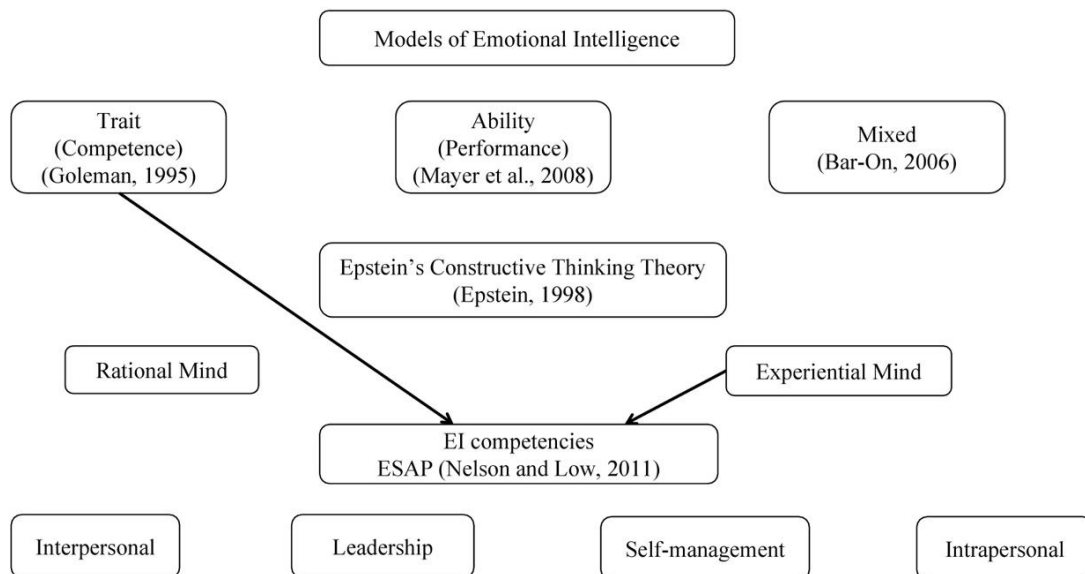 Models of Emotional Intelligence
Trait
(Competence)
(Goleman, 1995)
Ability
(Performance)
(Mayer et al., 2008)
Mixed
(Bar-On, 2006)
Epstein’s Constructive Thinking Theory
(Epstein, 1998)
Rational Mind
Experiential Mind
EI competencies
ESAP (Nelson and Low, 2011)
Interpersonal
Leadership
Self-management
Intrapersonal